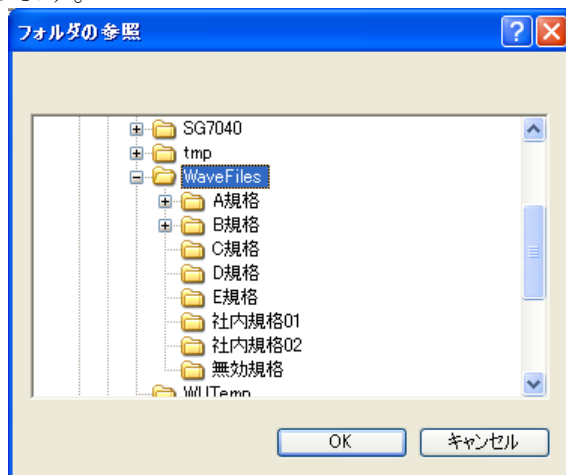 フォルダの参照
SG7040
tmp
WaveFiles
A規格
B規格
C規格
D規格
E規格
社内規格01
社内規格02
無効規格
WUTemp
OK
キャンセル